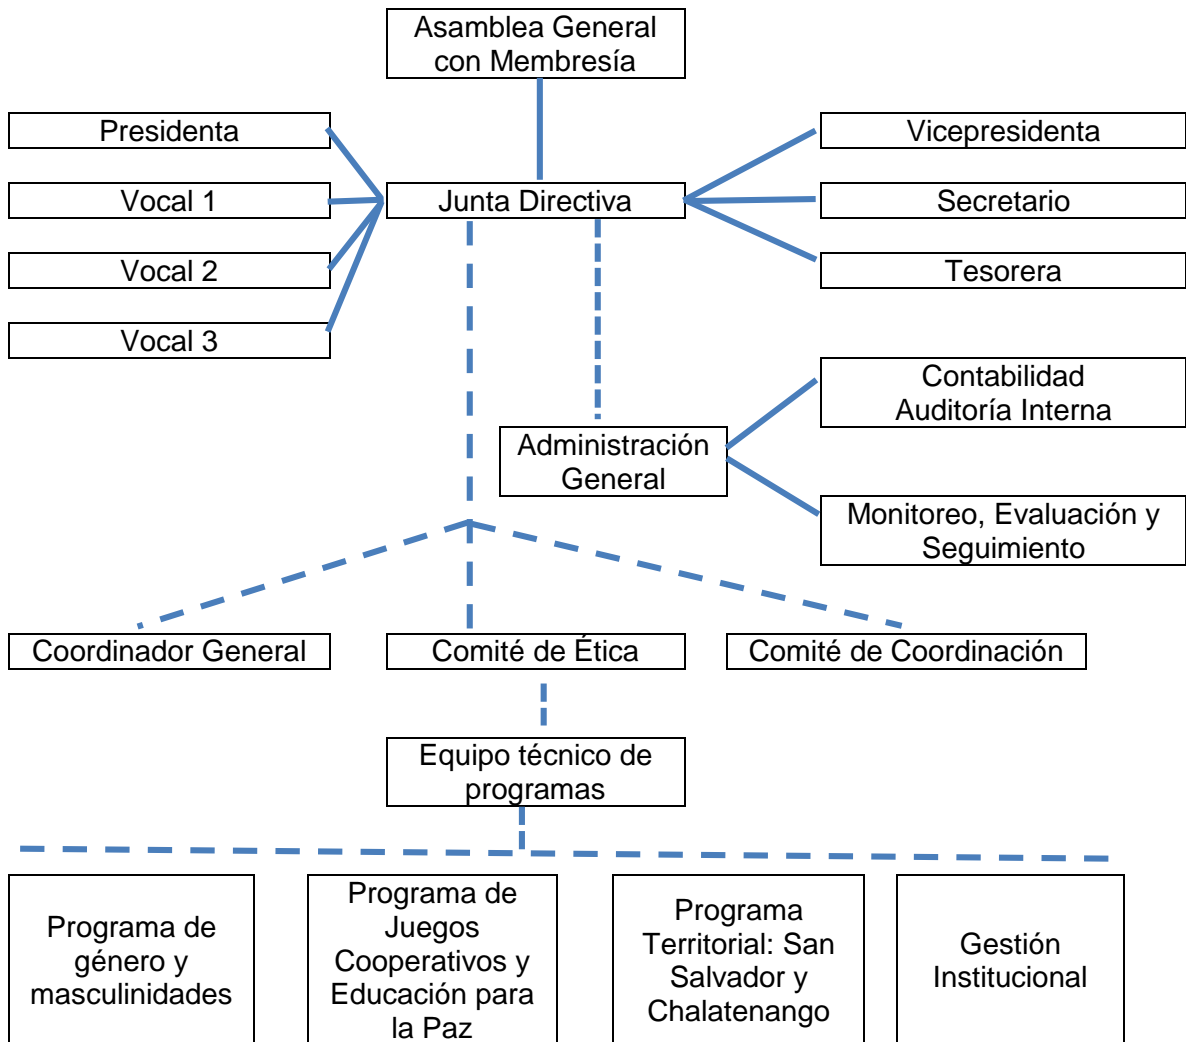 Asamblea General
con Membresía
Presidenta
Vicepresidenta
Vocal 1
Junta Directiva
Secretario
Vocal 2
Tesorera
Vocal 3
Contabilidad
Auditoría Interna
Administración
General
Monitoreo, Evaluación y
Seguimiento
Coordinador General
Comité de Ética
Comité de Coordinación
Equipo técnico de
programas
Programa de
género y
masculinidades
Programa de
Juegos
Cooperativos y
Educación para
la Paz
Programa
Territorial: San
Salvador y
Chalatenango
Gestión
Institucional